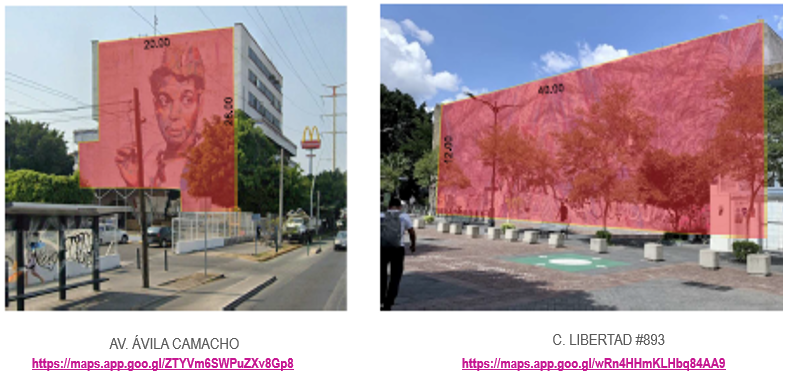 20.00
26.00
40.00
12.00
AV. ÁVILA CAMACHO
https://maps.app.goo.gl/ZTYVm6SWPuZXv8Gp8
C. LIBERTAD #893
https://maps.app.goo.gl/wRn4HHmKLHbq84AA9